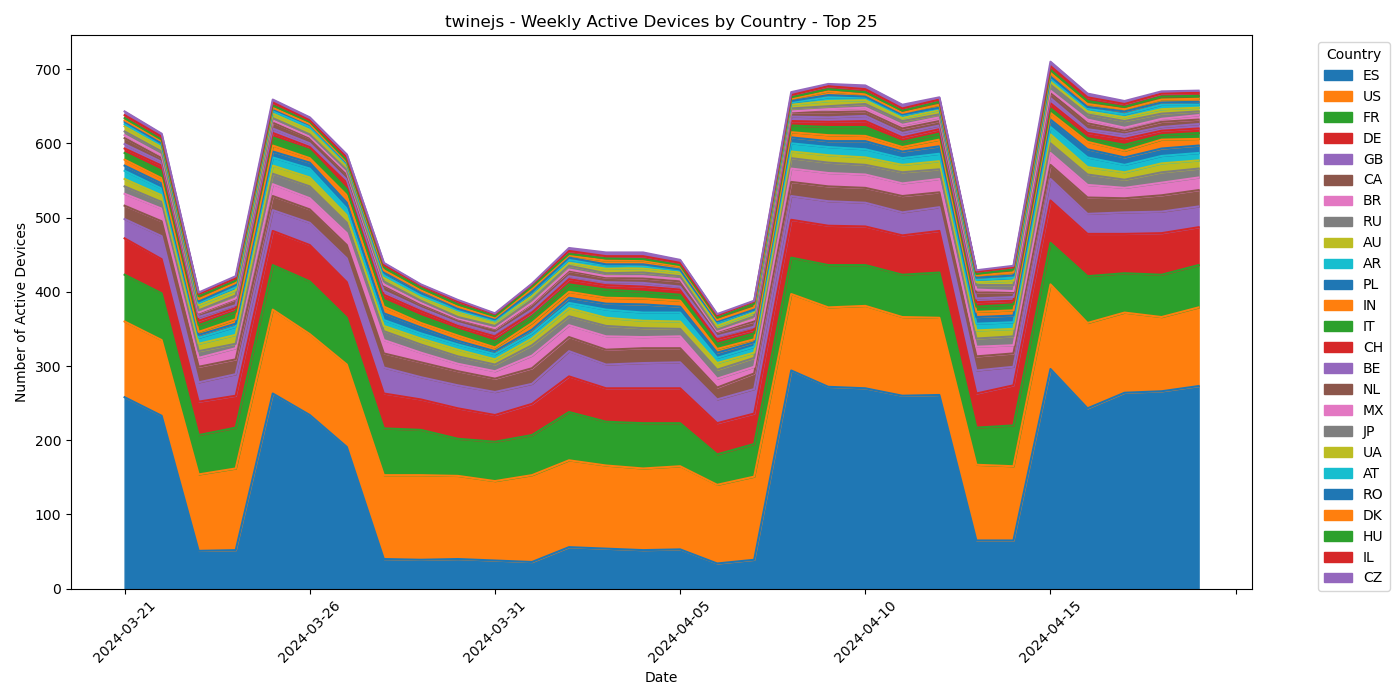 twinejs - Weekly Active Devices by Country - Top 25
Number of Active Devices
700
600
500
400
300
200
100
0
2024-03-21
2024-03-26
2024-03-31
2024-04-05
2024-04-10
2024-04-15
Date
Country
ES
US
FR
DE
GB
CA
BR
RU
AU
AR
PL
IN
IT
CH
BE
NL
MX
JP
UA
AT
RO
DK
HU
IL
CZ